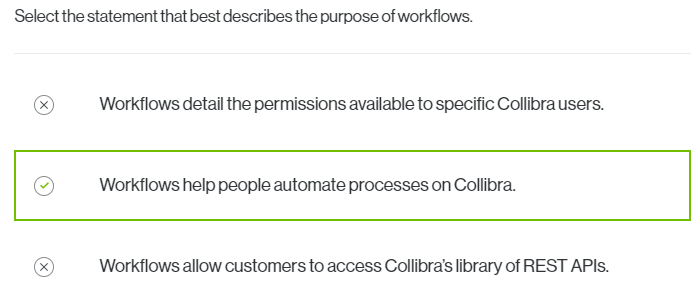 Select the statement that best describes the purpose of workflows.
Workflows detail the permissions available to specific Collibra users.
Workflows help people automate processes on Collibra.
Workflows allow customers to access Collibra's library of REST APIs.